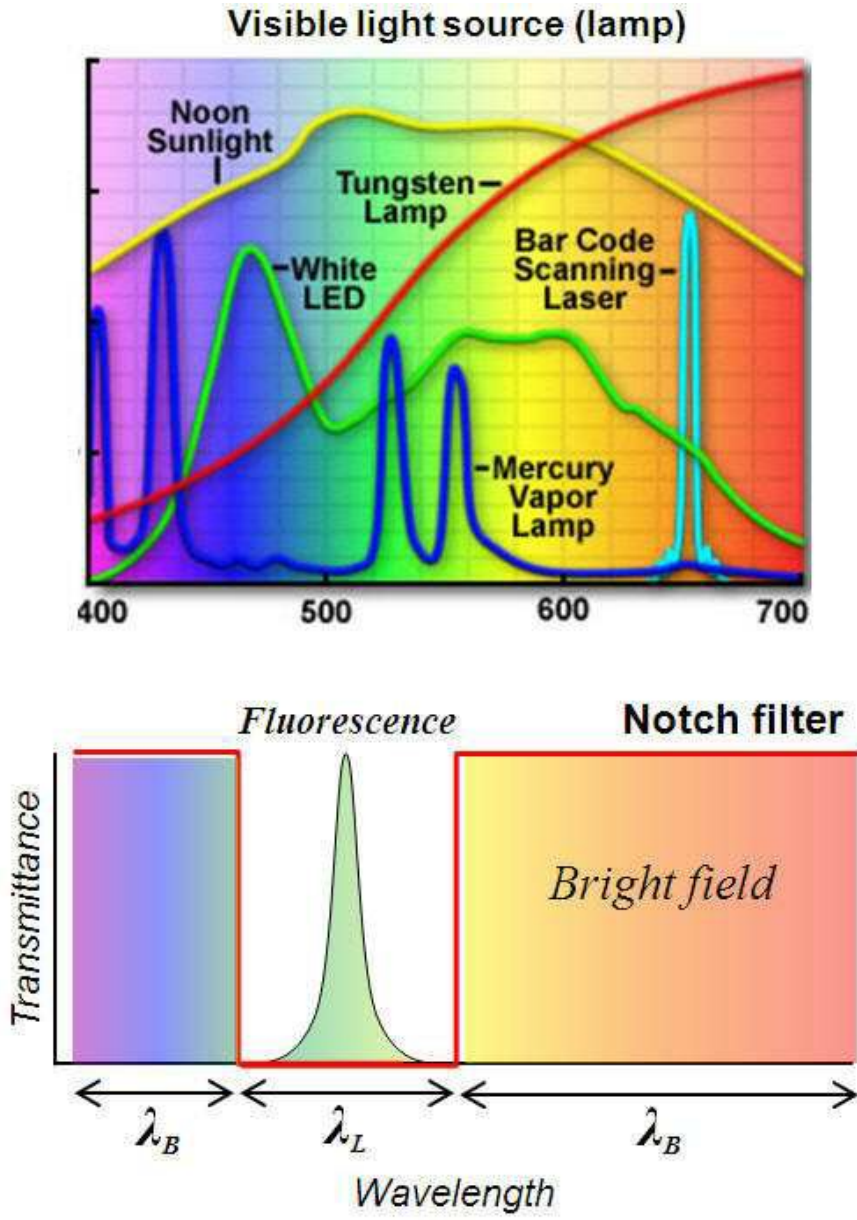 Visible light source (lamp)
Noon
Sunlight
Tungsten
Lamp
White
LED
Bar Code
Scanning
Laser
Mercury
Vapor
Lamp
400 500 600 700
Fluorescence Notch filter
Transmittance
Bright field
λB λL λB
Wavelength